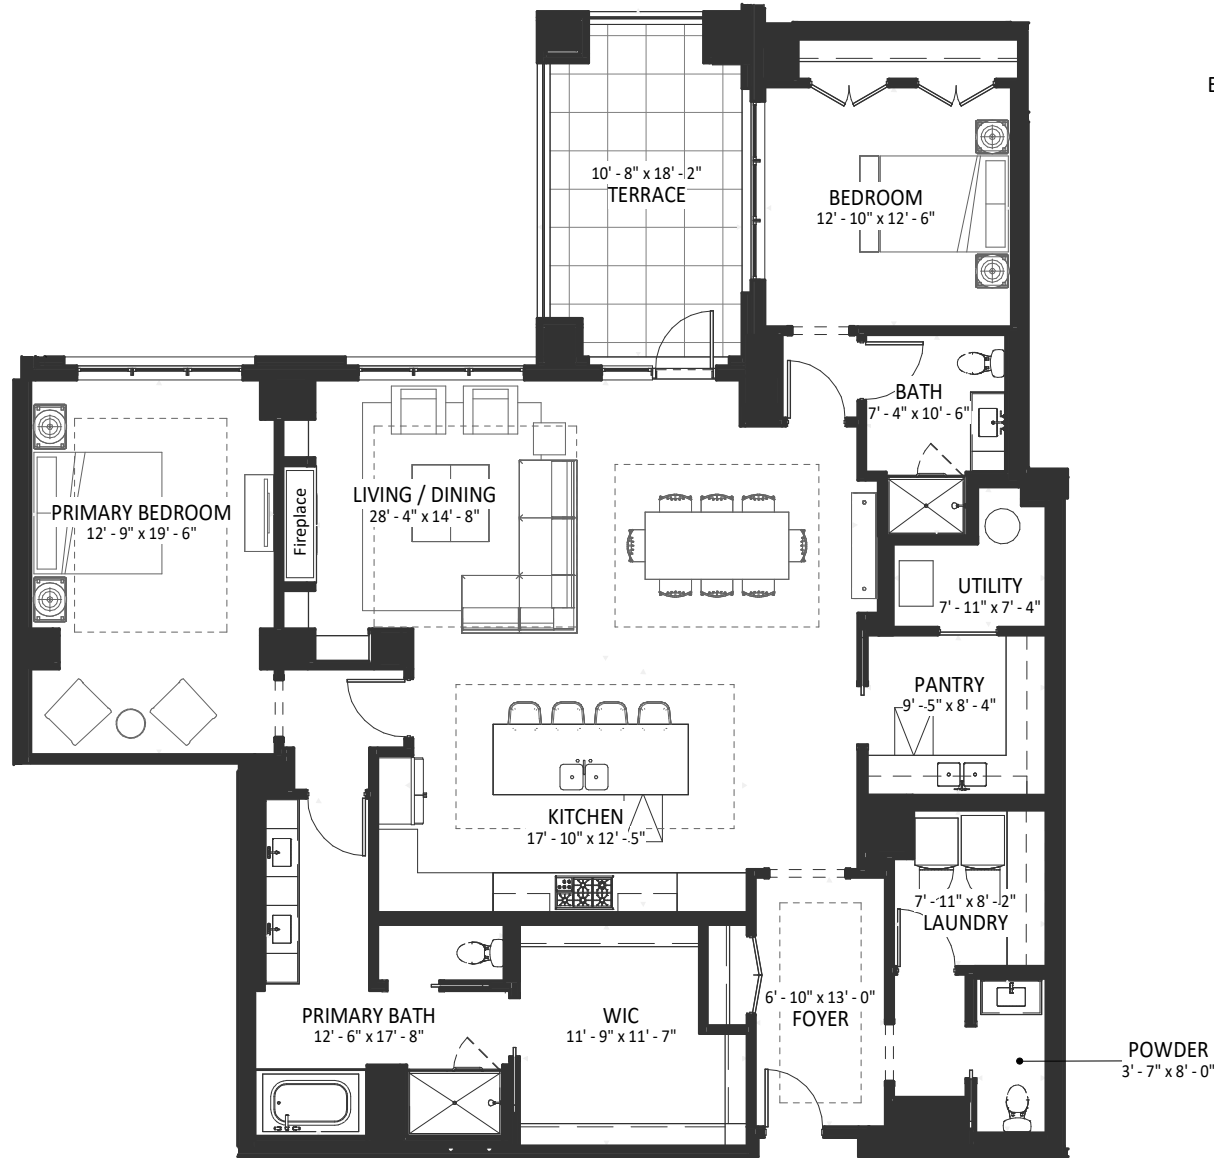 E
10' - 8" x 18' - 2"
TERRACE
BEDROOM
12' - 10" x 12' - 6"
BATH
7' - 4" x 10' - 6"
LIVING / DINING
28' - 4" x 14' - 8"
Fireplace
PRIMARY BEDROOM
12' - 9" x 19' - 6"
UTILITY
7' - 11" x 7' - 4"
PANTRY
9' - 5" x 8' - 4"
KITCHEN
17' - 10" x 12' - 5"
7' - 11" x 8' - 2"
LAUNDRY
6' - 10" x 13' - 0"
FOYER
PRIMARY BATH
12' - 6" x 17' - 8"
WIC
11' - 9" x 11' - 7"
POWDER
3' - 7" x 8' - 0"